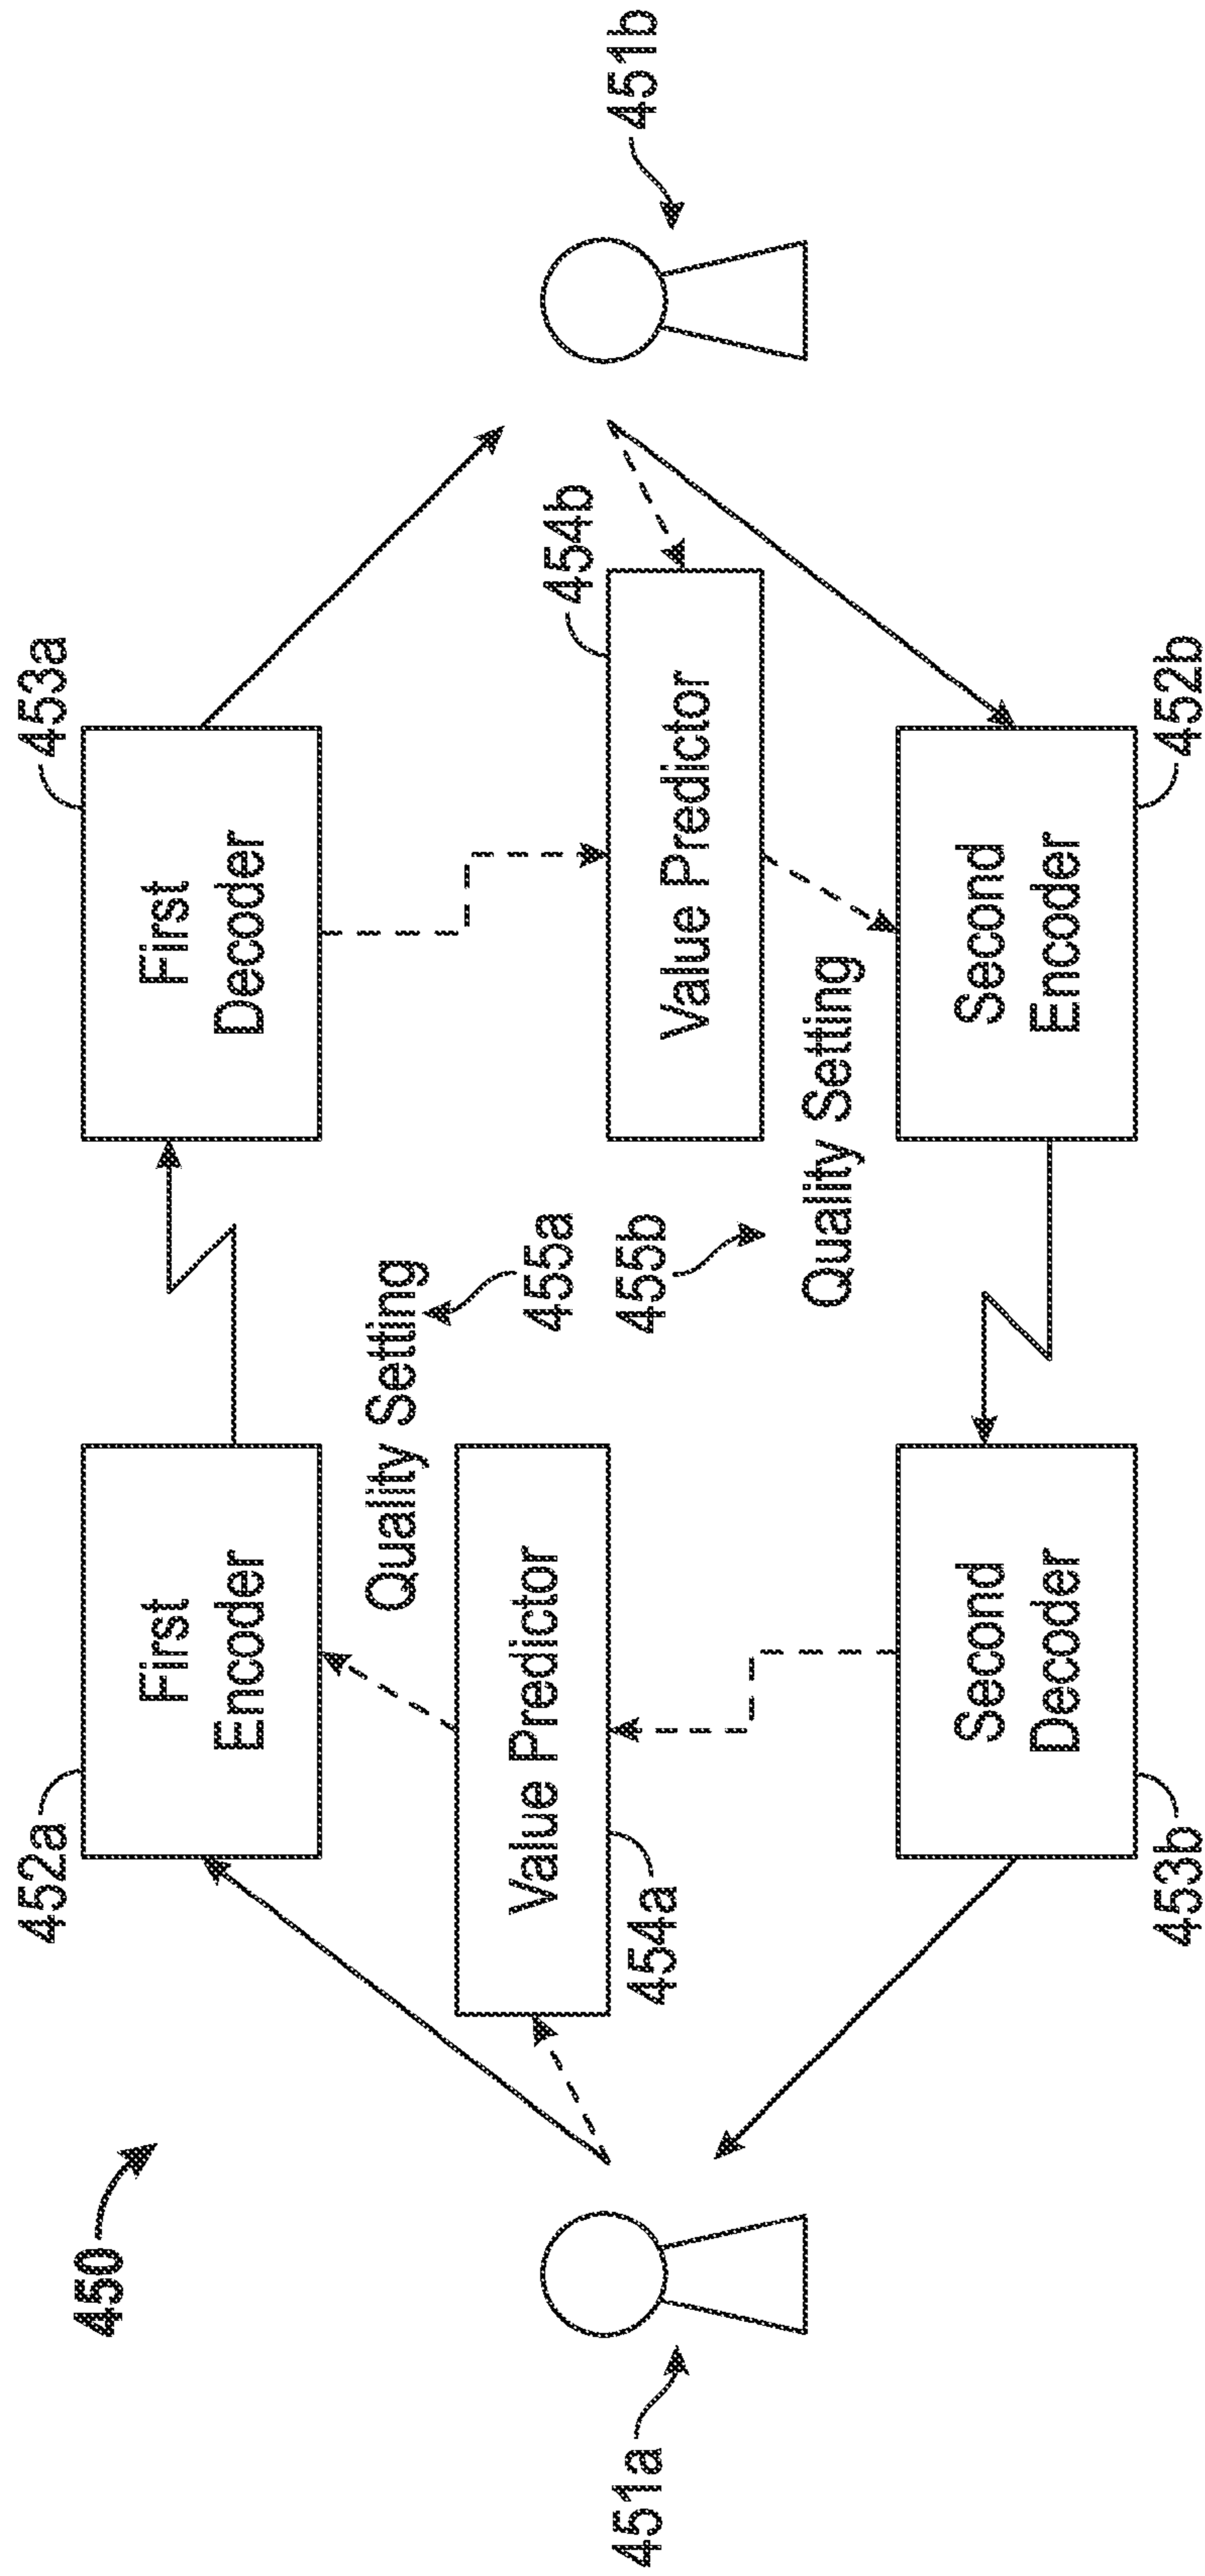 450
452a
First
Encoder
453a
First
Decoder
Quality Setting
455a
Value Predictor
454a
454b
Value Predictor
451a
451b
455b
Quality Setting
Second
Decoder
453b
Second
Encoder
452b